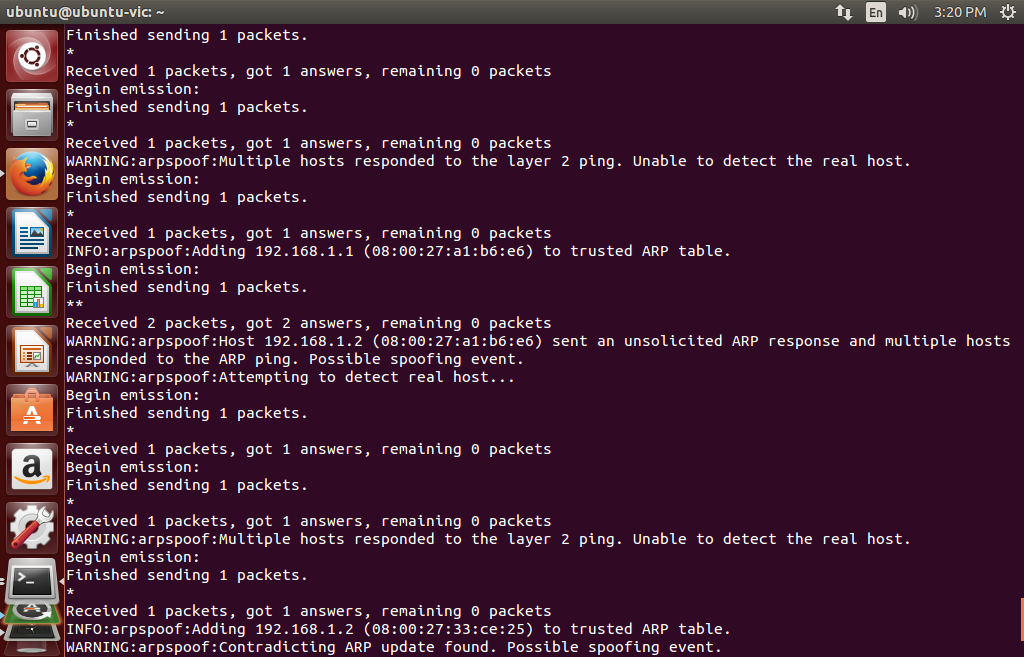 ubuntu@ubuntu-vic: ~
En
3:20 PM
Finished sending 1 packets.
*
Received 1 packets, got 1 answers, remaining 0 packets
Begin emission:
Finished sending 1 packets.
*
Received 1 packets, got 1 answers, remaining 0 packets
WARNING:arpspoof:Multiple hosts responded to the layer 2 ping. Unable to detect the real host.
Begin emission:
Finished sending 1 packets.
*
Received 1 packets, got 1 answers, remaining 0 packets
INFO:arpspoof:Adding 192.168.1.1 (08:00:27:a1:b6:e6) to trusted ARP table.
Begin emission:
Finished sending 1 packets.
**
Received 2 packets, got 2 answers, remaining 0 packets
WARNING:arpspoof:Host 192.168.1.2 (08:00:27:a1:b6:e6) sent an unsolicited ARP response and multiple hosts
responded to the ARP ping. Possible spoofing event.
WARNING:arpspoof:Attempting to detect real host...
Begin emission:
Finished sending 1 packets.
*
Received 1 packets, got 1 answers, remaining 0 packets
Begin emission:
Finished sending 1 packets.
*
Received 1 packets, got 1 answers, remaining 0 packets
WARNING:arpspoof:Multiple hosts responded to the layer 2 ping. Unable to detect the real host.
Begin emission:
Finished sending 1 packets.
*
Received 1 packets, got 1 answers, remaining 0 packets
INFO:arpspoof:Adding 192.168.1.2 (08:00:27:33:ce:25) to trusted ARP table.
WARNING:arpspoof:Contradicting ARP update found. Possible spoofing event.